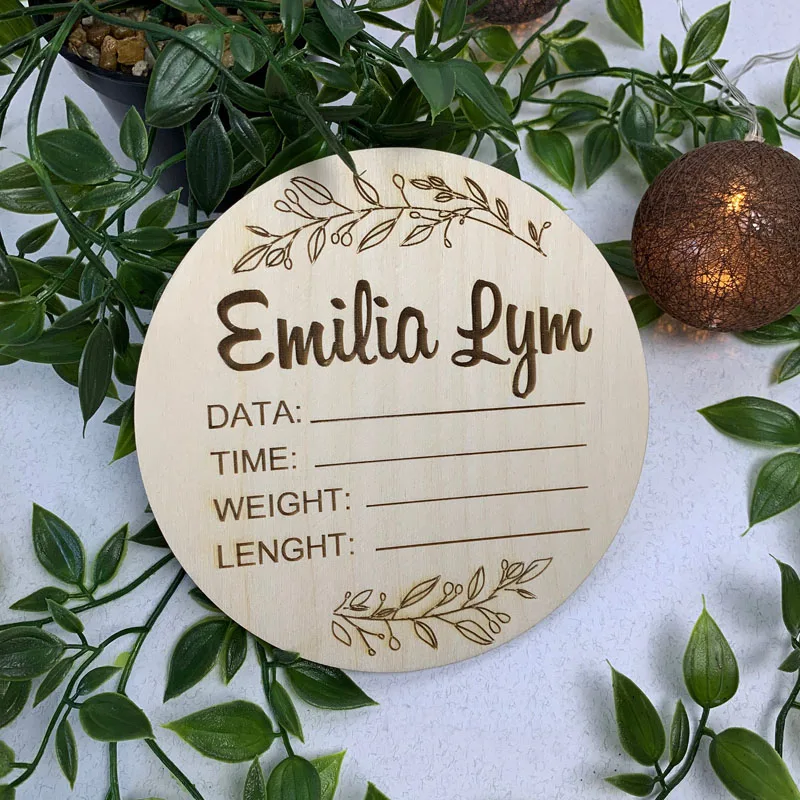 Emilia Lym
DATA:
TIME:
WEIGHT:
LENGHT: